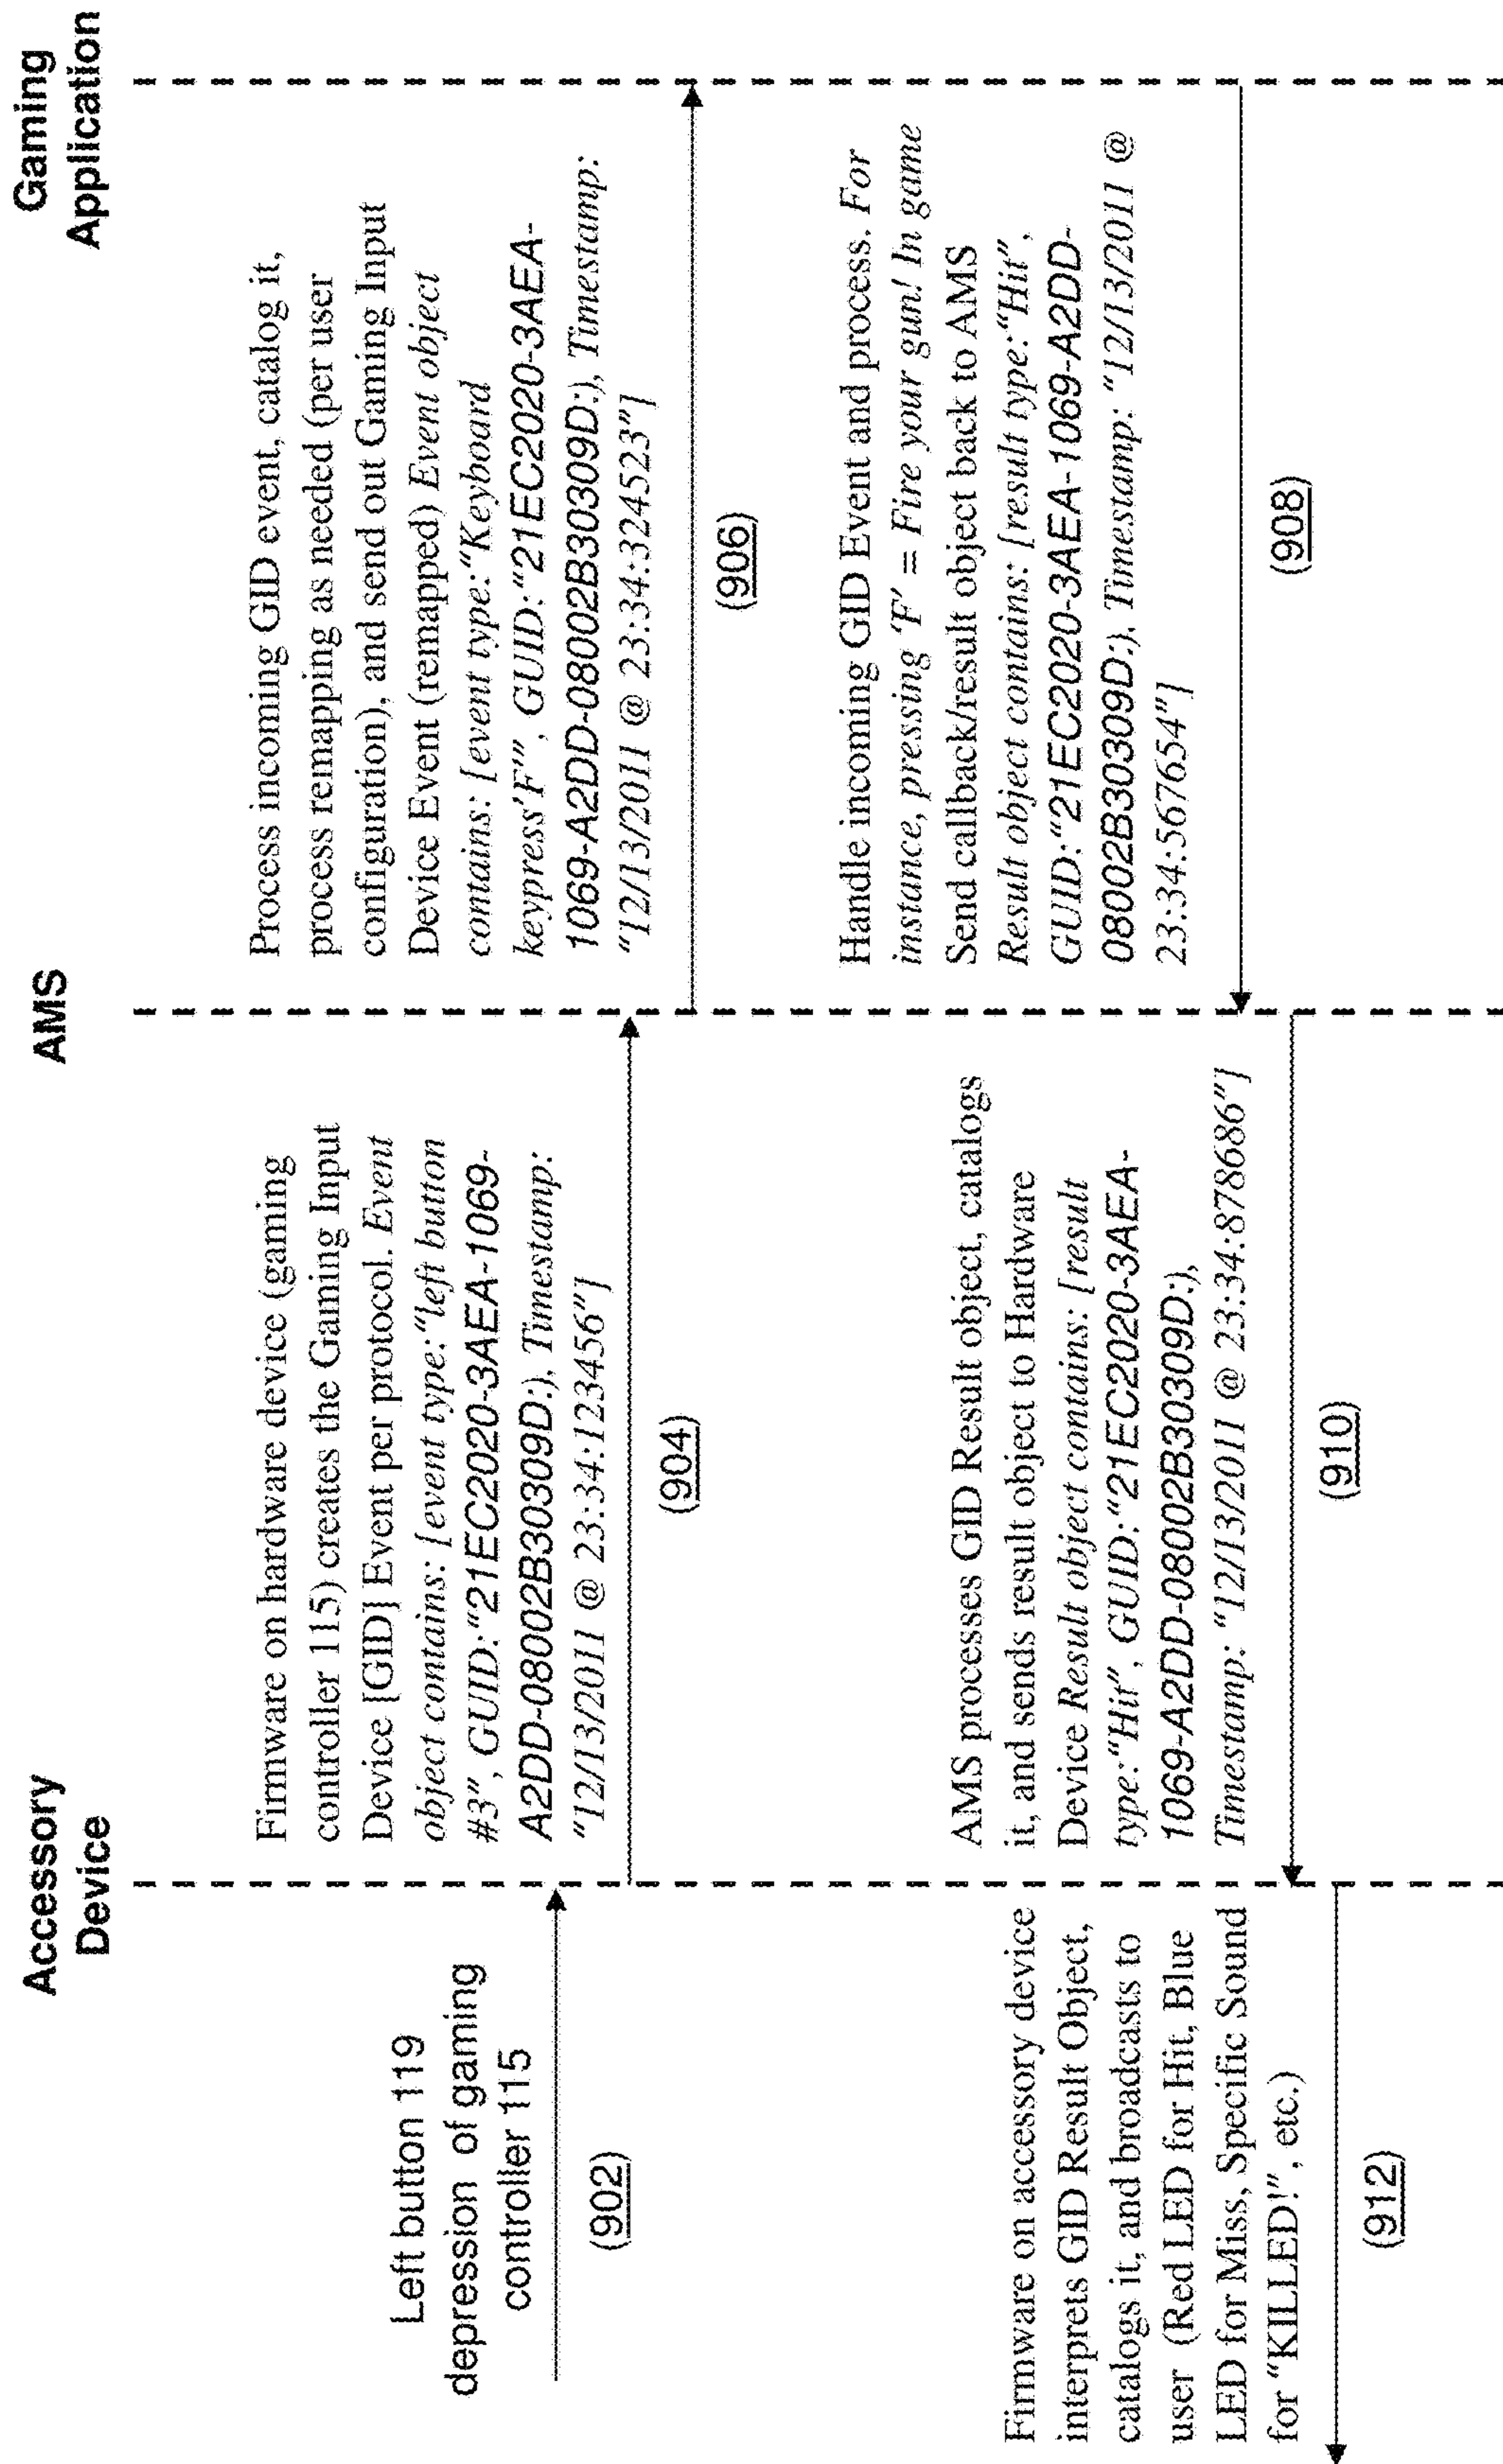 Accessory
Device
AMS
Gaming
Application
Left button 119
depression of gaming
controller 115
(902)
Firmware on hardware device (gaming
controller 115) creates the Gaming Input
Device [GID] Event per protocol. Event
object contains: [event type:"left button
#3", GUID:"21EC2020-3AEA-1069-
A2DD-08002B30309D:), Timestamp:
"12/13/2011 @ 23:34:123456"]
(904)
Process incoming GID event, catalog it,
process remapping as needed (per user
configuration), and send out Gaming Input
Device Event (remapped) Event object
contains: [event type:"Keyboard
keypress'F'", GUID:"21EC2020-3AEA-
1069-A2DD-08002B30309D:), Timestamp:
"12/13/2011 @ 23:34:324523"]
(906)
Handle incoming GID Event and process. For
instance, pressing 'F' = Fire your gun! In game
Send callback/result object back to AMS
Result object contains: [result type:"Hit",
GUID:"21EC2020-3AEA-1069-A2DD-
08002B30309D:), Timestamp: "12/13/2011 @
23:34:567654"]
(908)
AMS processes GID Result object, catalogs
it, and sends result object to Hardware
Device Result object contains: [result
type:"Hit", GUID:"21EC2020-3AEA-
1069-A2DD-08002B30309D:),
Timestamp: "12/13/2011 @ 23:34:878686"]
(910)
Firmware on accessory device
interprets GID Result Object,
catalogs it, and broadcasts to
user (Red LED for Hit, Blue
LED for Miss, Specific Sound
for "KILLED!", etc.)
(912)